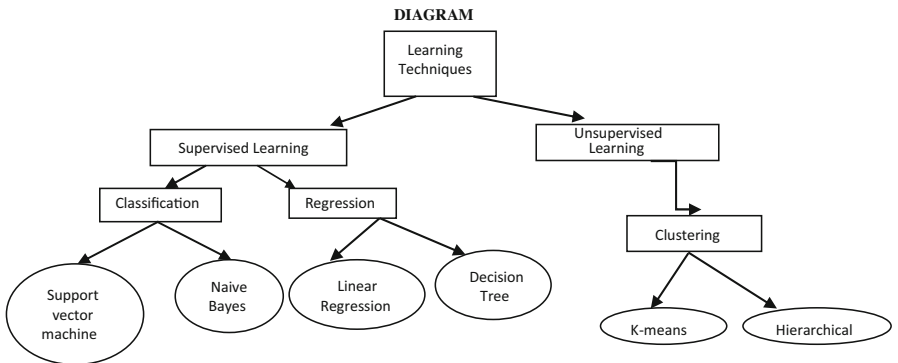 DIAGRAM
Learning
Techniques
Supervised Learning
Unsupervised
Learning
Classification
Regression
Clustering
Support
vector
machine
Naive
Bayes
Linear
Regression
Decision
Tree
K-means
Hierarchical